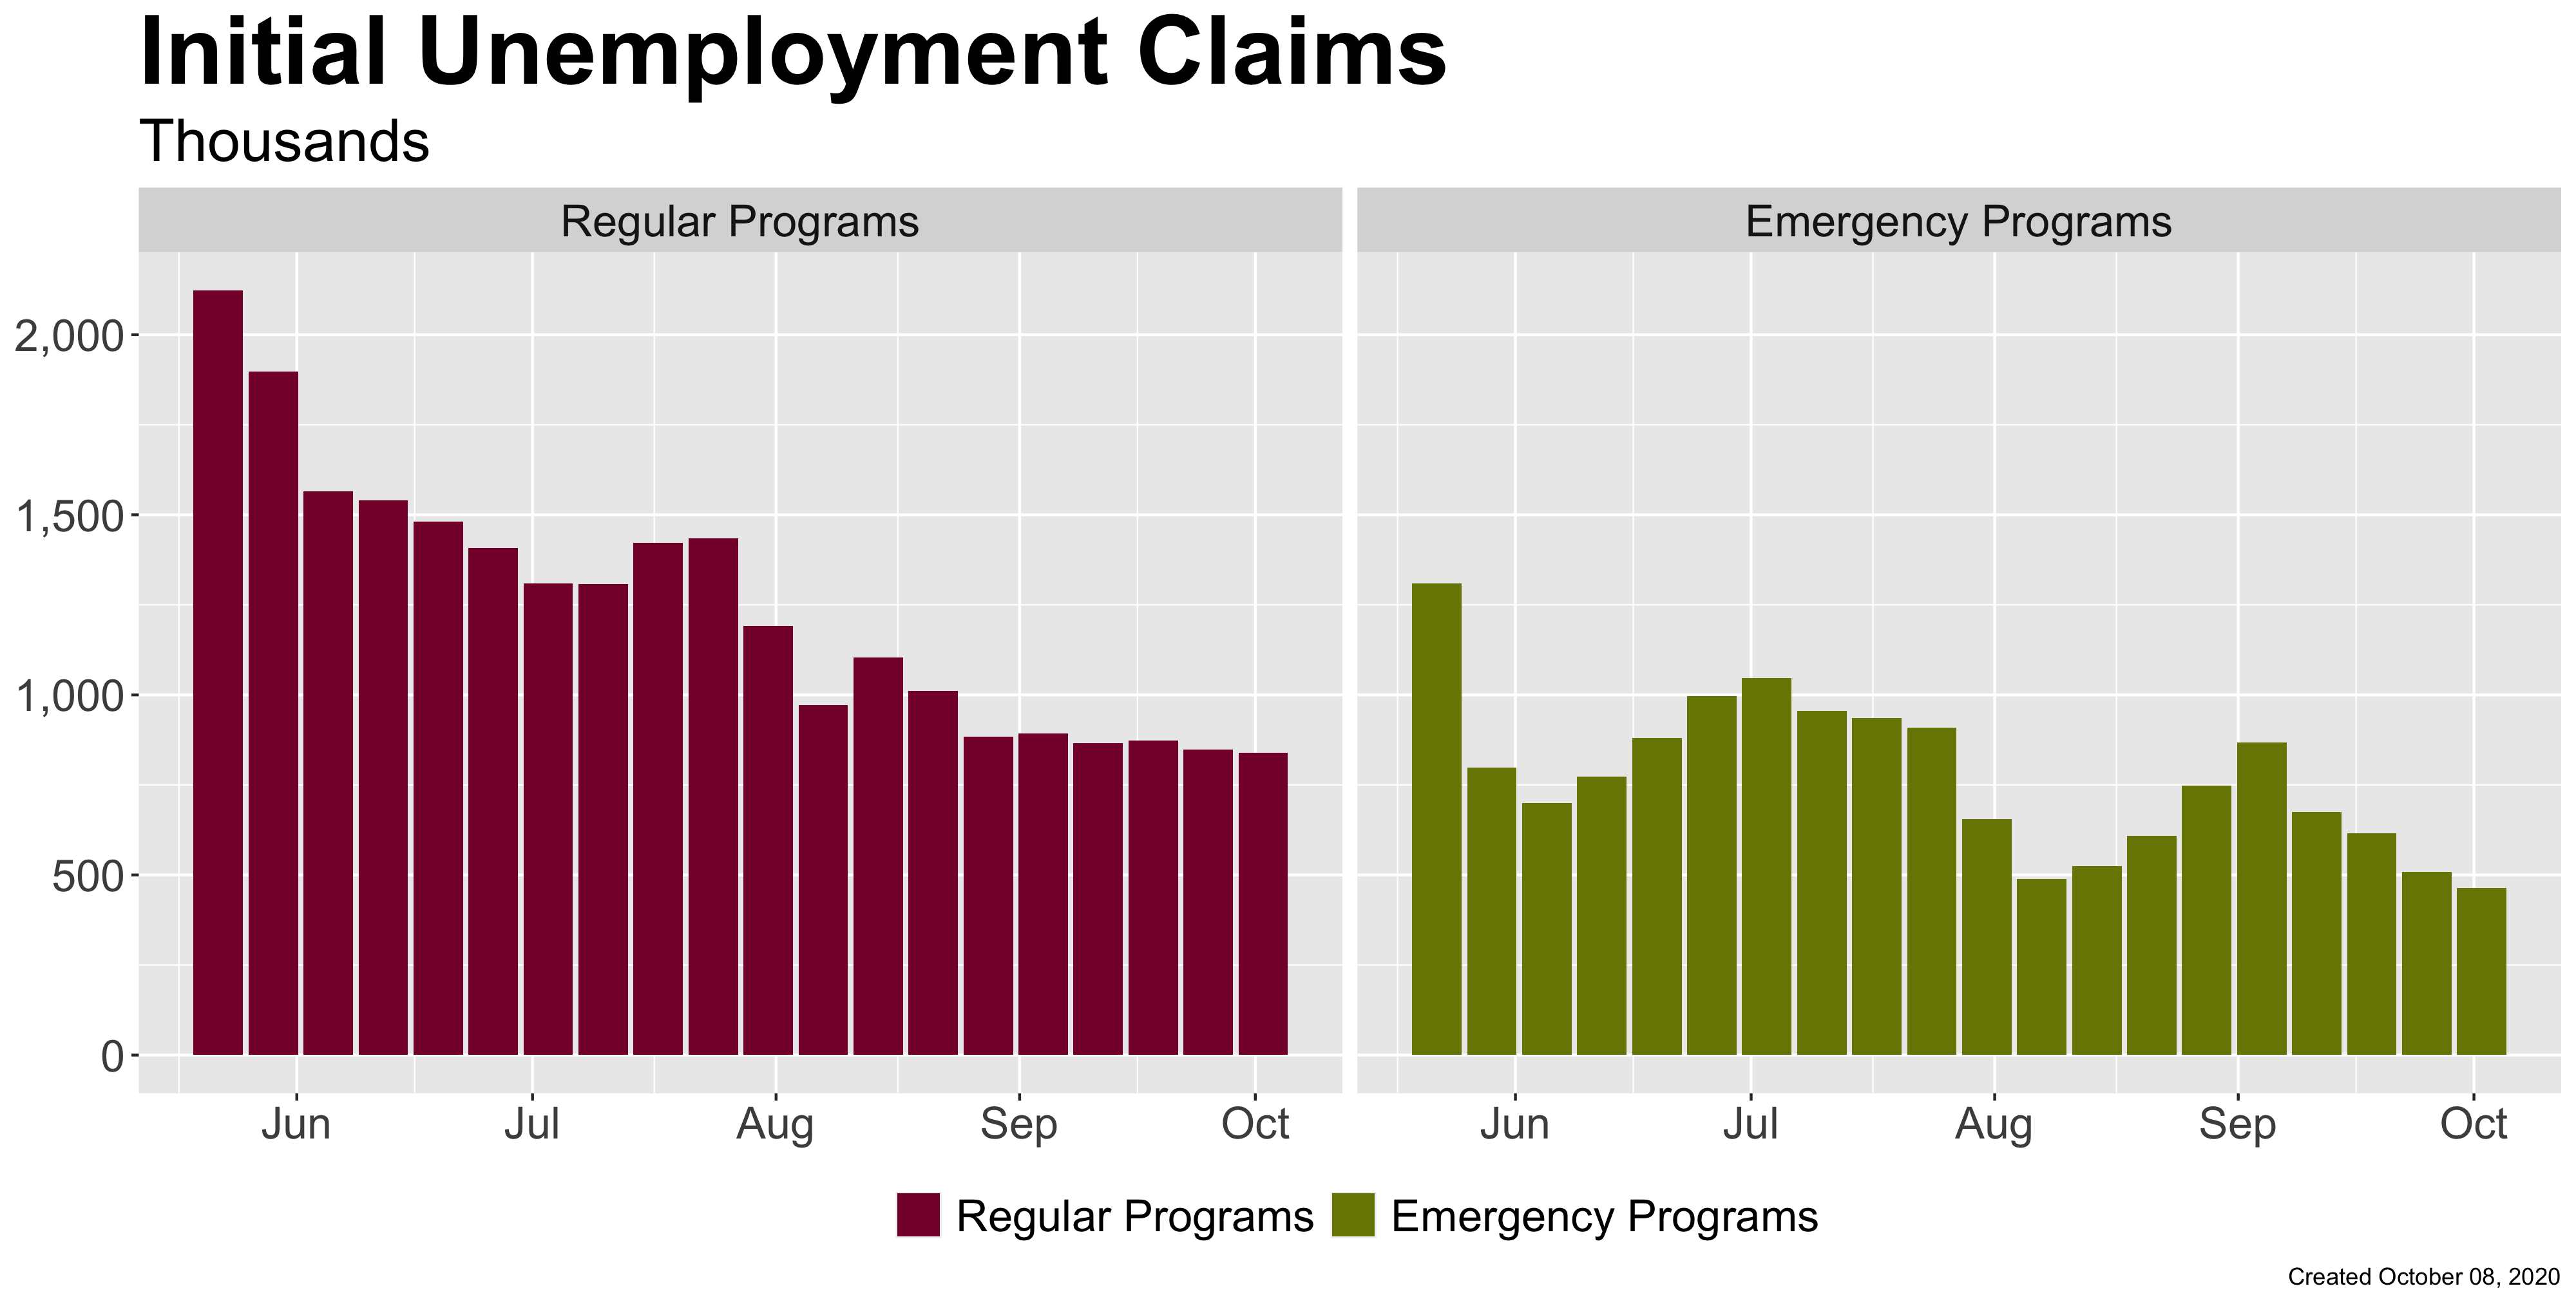 Initial Unemployment Claims
Thousands
Regular Programs
Emergency Programs
2,000
1,500
1,000
500
0
Jun Jul Aug Sep Oct
Jun Jul Aug Sep Oct
Regular Programs Emergency Programs
Created October 08, 2020